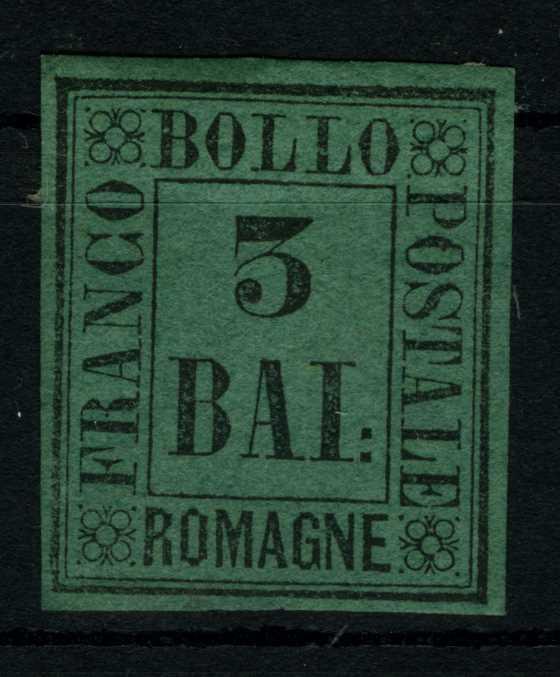 FRANCO
BOLLO
POSTALE
3
BAI:
ROMAGNE